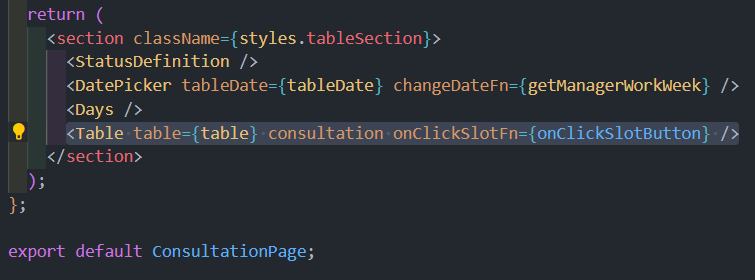 return (
<section className={styles.tableSection}>
<StatusDefinition />
<DatePicker tableDate={tableDate} changeDateFn={getManagerWorkWeek} />
<Days />
<Table table={table} consultation onClickSlotFn={onClickSlotButton} />
</section>
);
};
export default ConsultationPage;